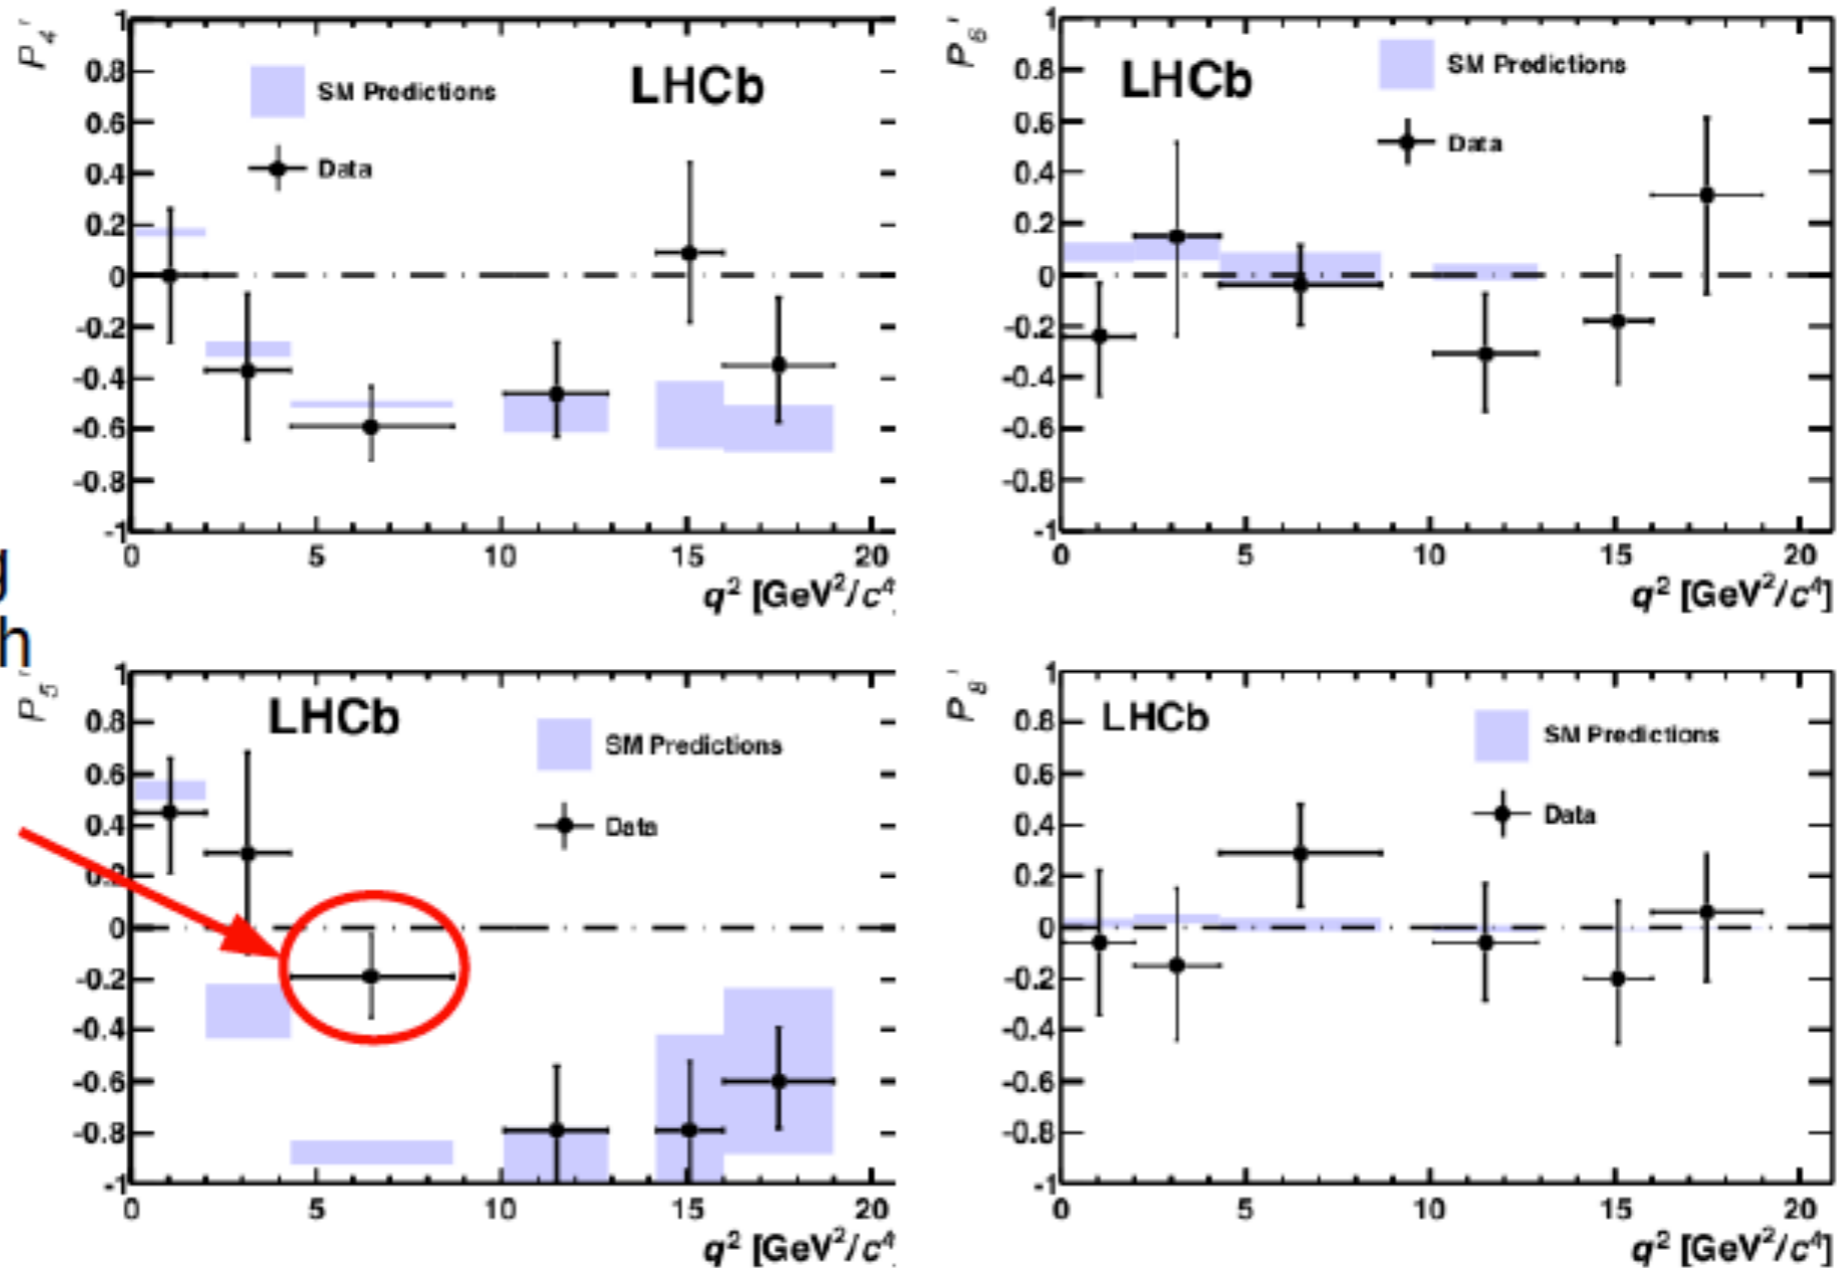 P4'
1
0.8
0.6
0.4
0.2
0
-0.2
-0.4
-0.6
-0.8
-1
SM Predictions
Data
LHCb
0 5 10 15 20
q² [GeV²/c⁴
P6'
1
0.8
0.6
0.4
0.2
0
-0.2
-0.4
-0.6
-0.8
-1
LHCb
SM Predictions
Data
0 5 10 15 20
q² [GeV²/c⁴]
g
h
P5'
1
0.8
0.6
0.4
0.2
0
-0.2
-0.4
-0.6
-0.8
-1
LHCb
SM Predictions
Data
0 5 10 15 20
q² [GeV²/c⁴
P8'
1
0.8
0.6
0.4
0.2
0
-0.2
-0.4
-0.6
-0.8
-1
LHCb
SM Predictions
Data
0 5 10 15 20
q² [GeV²/c⁴]